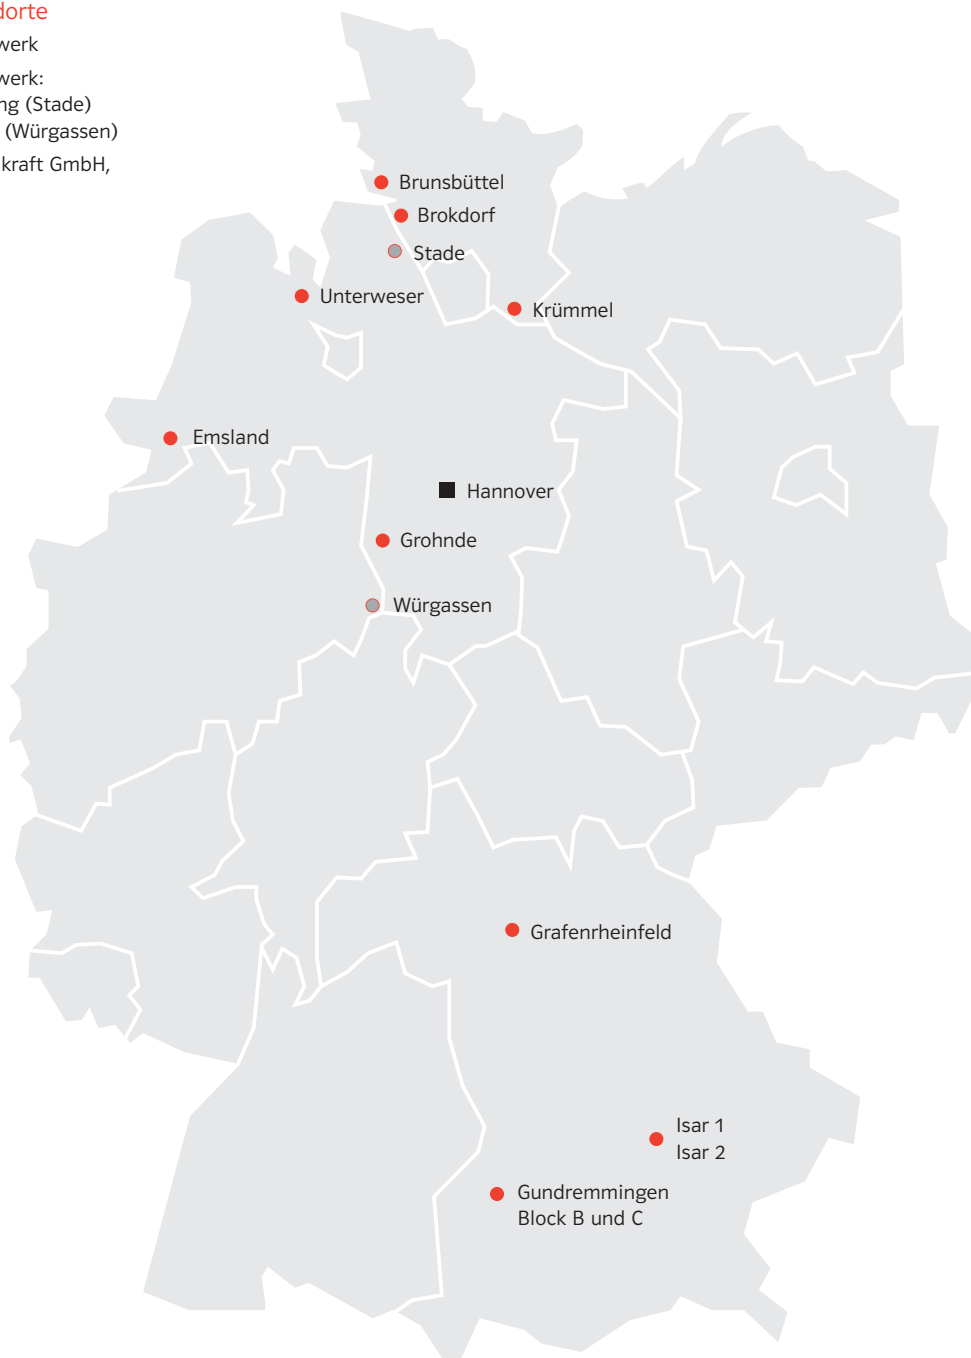 dorte
werk
werk:
ng (Stade)
(Würgassen)
kraft GmbH,
Brunsbüttel
Brokdorf
Stade
Unterweser
Krümmel
Emsland
Hannover
Grohnde
Würgassen
Grafenrheinfeld
Isar 1
Isar 2
Gundremmingen
Block B und C